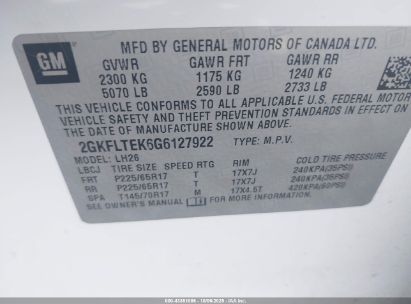 GM
MFD BY GENERAL MOTORS OF CANADA LTD.
GVWR GAWR FRT GAWR RR
2300 KG 1175 KG 1240 KG
5070 LB 2590 LB 2733 LB
THIS VEHICLE CONFORMS TO ALL APPLICABLE U.S. FEDERAL MOTOR
VEHICLE SAFETY AND THEFT PREVENTION STANDARDS IN EFFECT
ON THE DATE OF MANUFACTURE SHOWN ABOVE.
2GKFLTEK6G6127922 TYPE: M.P.V.
MODEL: LH26
LBCJ TIRE SIZE SPEED RTG RIM COLD TIRE PRESSURE
FRT P225/65R17 T 17X7J 240KPA(35PSI)
RR P225/65R17 T 17X7J 240KPA(35PSI)
SPA T145/70R17 M 17X4.5T 420KPA(60PSI)
SEE OWNER'S MANUAL FOR MORE INFORMATION.